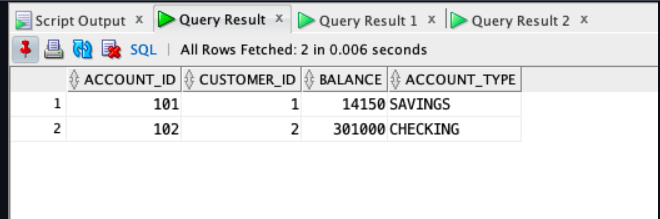 Script Output x Query Result x Query Result 1 x Query Result 2 x
SQL | All Rows Fetched: 2 in 0.006 seconds
ACCOUNT_ID CUSTOMER_ID BALANCE ACCOUNT_TYPE
1 101 1 14150 SAVINGS
2 102 2 301000 CHECKING